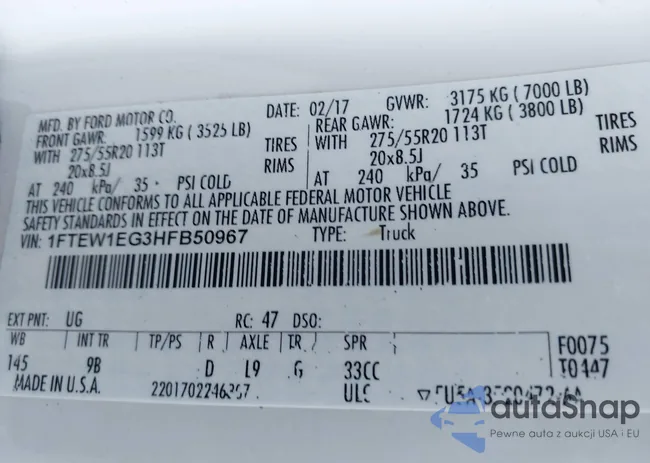 MFD. BY FORD MOTOR CO. DATE: 02/17 GVWR: 3175 KG ( 7000 LB)
FRONT GAWR: 1599 KG ( 3525 LB) REAR GAWR: 1724 KG ( 3800 LB)
WITH 275/55R20 113T TIRES WITH 275/55R20 113T TIRES
20x8.5J RIMS 20x8.5J RIMS
AT 240 kPa/ 35 PSI COLD AT 240 kPa/ 35 PSI COLD
THIS VEHICLE CONFORMS TO ALL APPLICABLE FEDERAL MOTOR VEHICLE
SAFETY STANDARDS IN EFFECT ON THE DATE OF MANUFACTURE SHOWN ABOVE.
VIN: 1FTEW1EG3HFB50967 TYPE: Truck
EXT PNT: UG RC: 47 DSO:
WB INT TR TP/PS R AXLE TR SPR F0075
145 9B D L9 G 33CC T0447
MADE IN U.S.A. ULS
autoSnap
Pewne auta z aukcji USA i EU